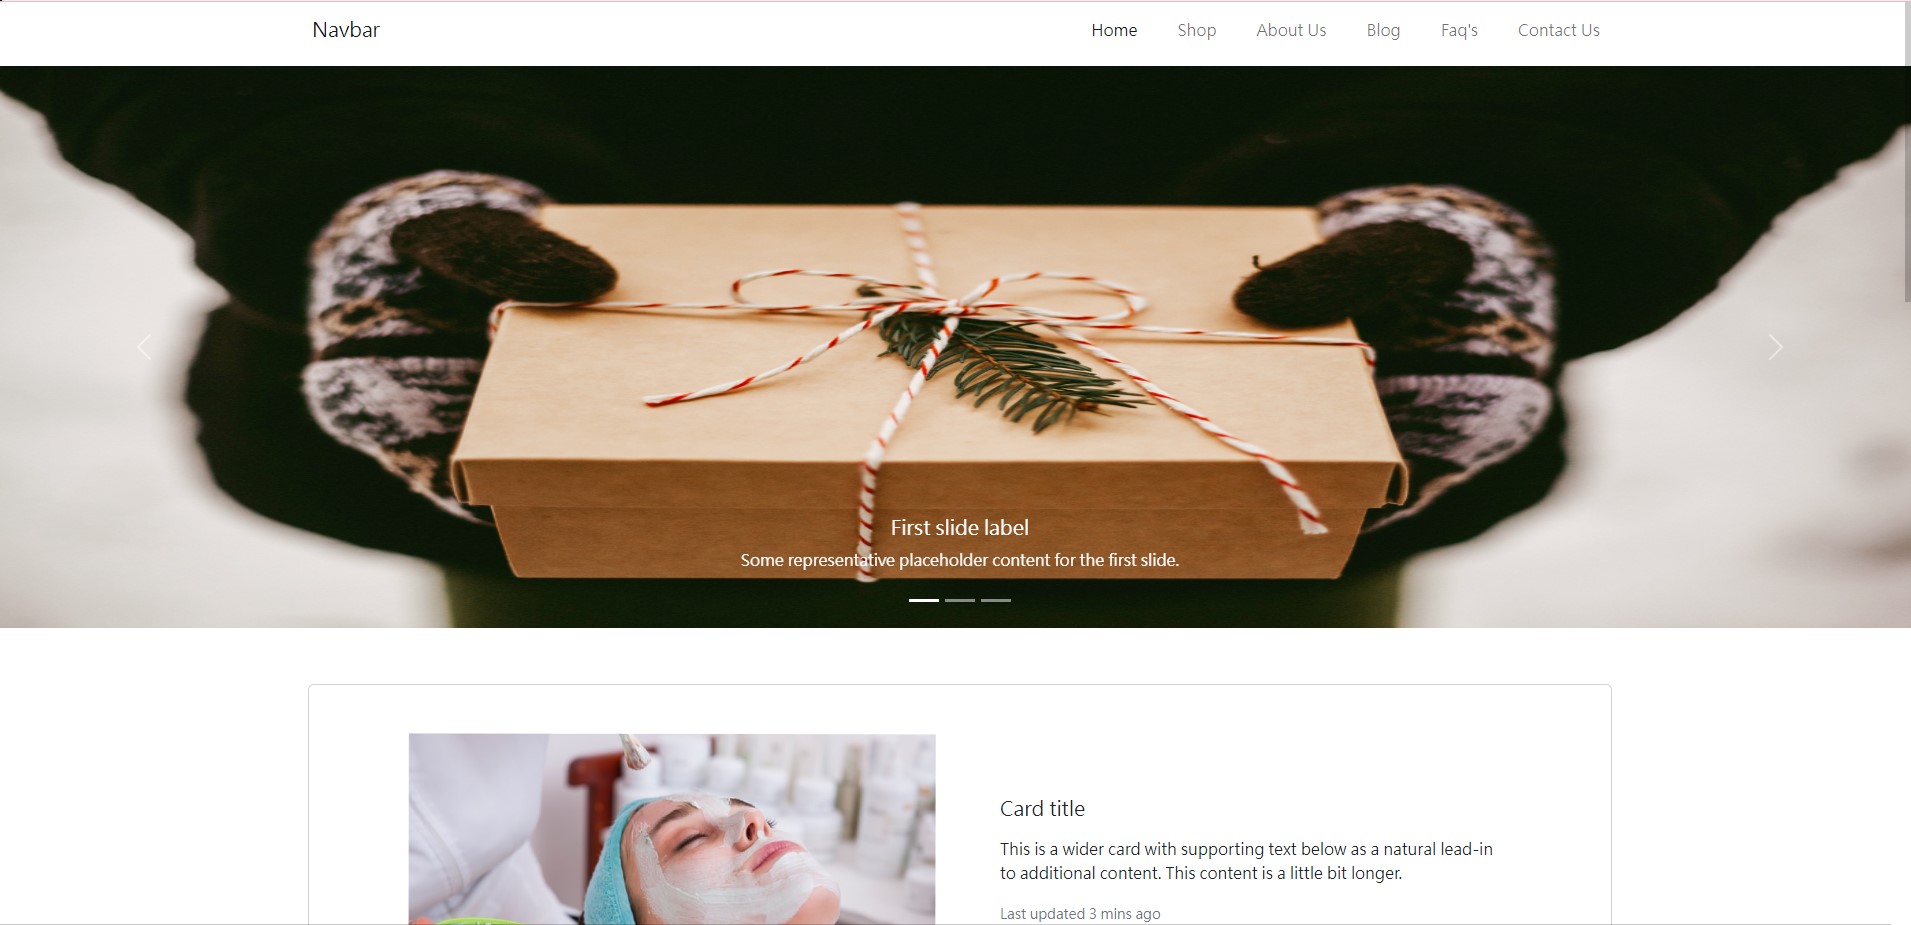 Navbar
Home
Shop
About Us
Blog
Faq's
Contact Us
First slide label
Some representative placeholder content for the first slide.
Card title
This is a wider card with supporting text below as a natural lead-in
to additional content. This content is a little bit longer.
Last updated 3 mins ago